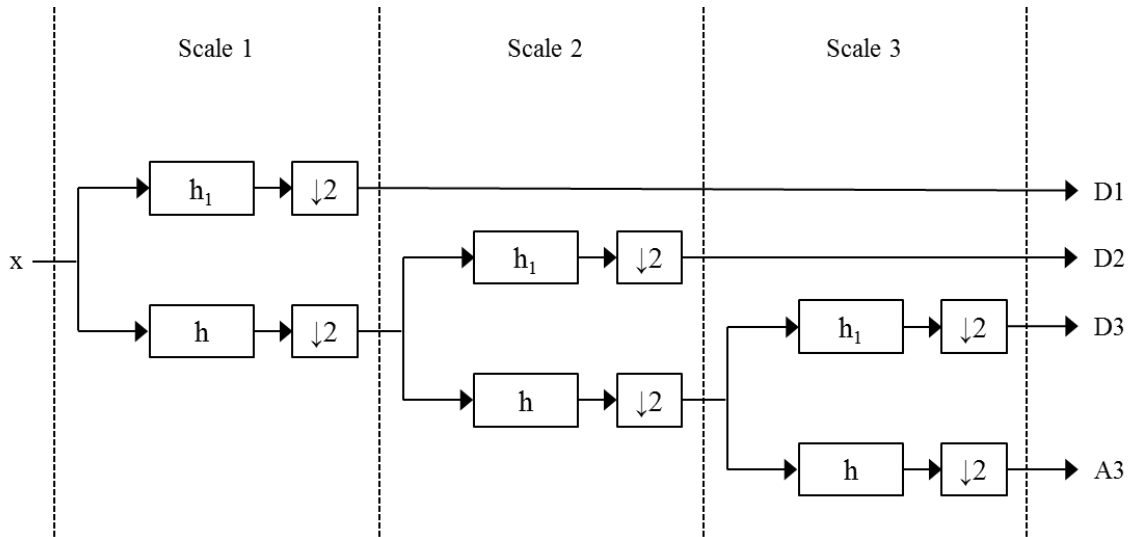 Scale 1 Scale 2 Scale 3
h₁ ↓2 D1
x h₁ ↓2 D2
h ↓2 h₁ ↓2 D3
h ↓2
h ↓2 A3